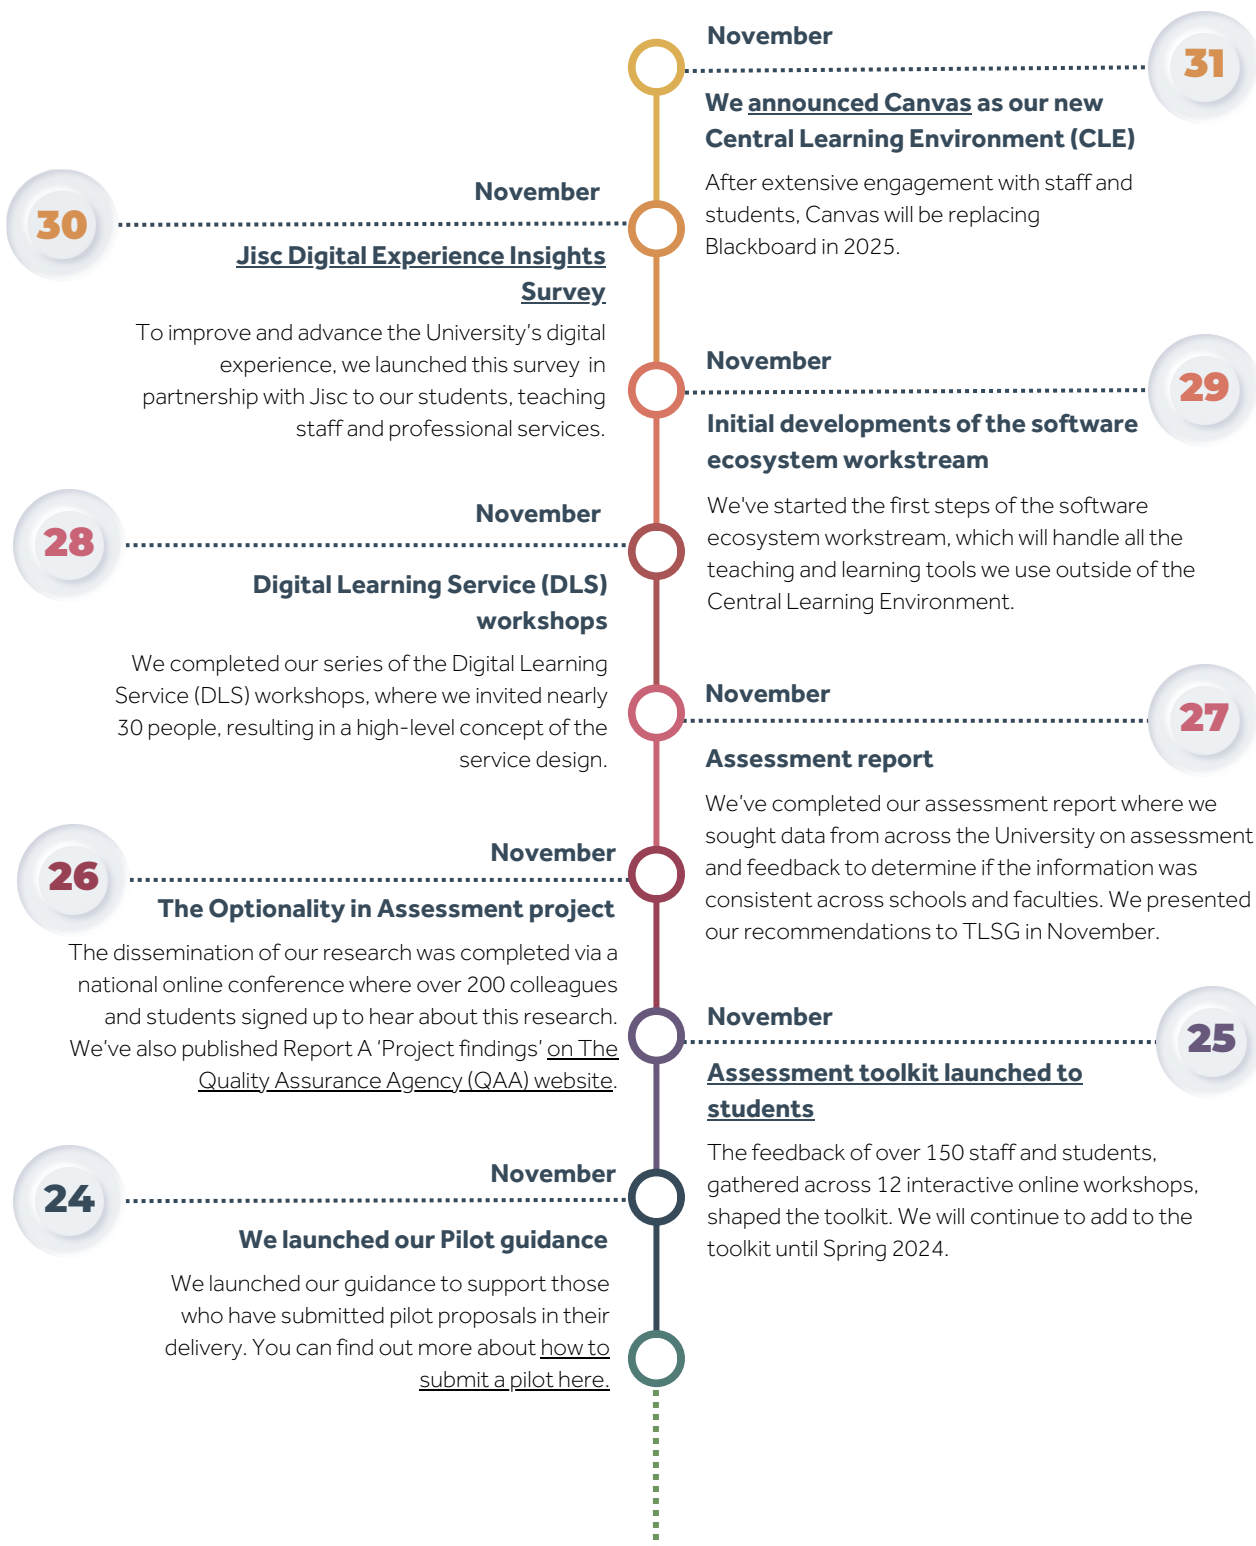 November
31
We announced Canvas as our new
Central Learning Environment (CLE)
After extensive engagement with staff and
students, Canvas will be replacing
Blackboard in 2025.
November
30
Jisc Digital Experience Insights
Survey
To improve and advance the University's digital
experience, we launched this survey in
partnership with Jisc to our students, teaching
staff and professional services.
November
29
Initial developments of the software
ecosystem workstream
We've started the first steps of the software
ecosystem workstream, which will handle all the
teaching and learning tools we use outside of the
Central Learning Environment.
November
28
Digital Learning Service (DLS)
workshops
We completed our series of the Digital Learning
Service (DLS) workshops, where we invited nearly
30 people, resulting in a high-level concept of the
service design.
November
27
Assessment report
We've completed our assessment report where we
sought data from across the University on assessment
and feedback to determine if the information was
consistent across schools and faculties. We presented
our recommendations to TLSG in November.
November
26
The Optionality in Assessment project
The dissemination of our research was completed via a
national online conference where over 200 colleagues
and students signed up to hear about this research.
We've also published Report A 'Project findings' on The
Quality Assurance Agency (QAA) website.
November
25
Assessment toolkit launched to
students
The feedback of over 150 staff and students,
gathered across 12 interactive online workshops,
shaped the toolkit. We will continue to add to the
toolkit until Spring 2024.
November
24
We launched our Pilot guidance
We launched our guidance to support those
who have submitted pilot proposals in their
delivery. You can find out more about how to
submit a pilot here.